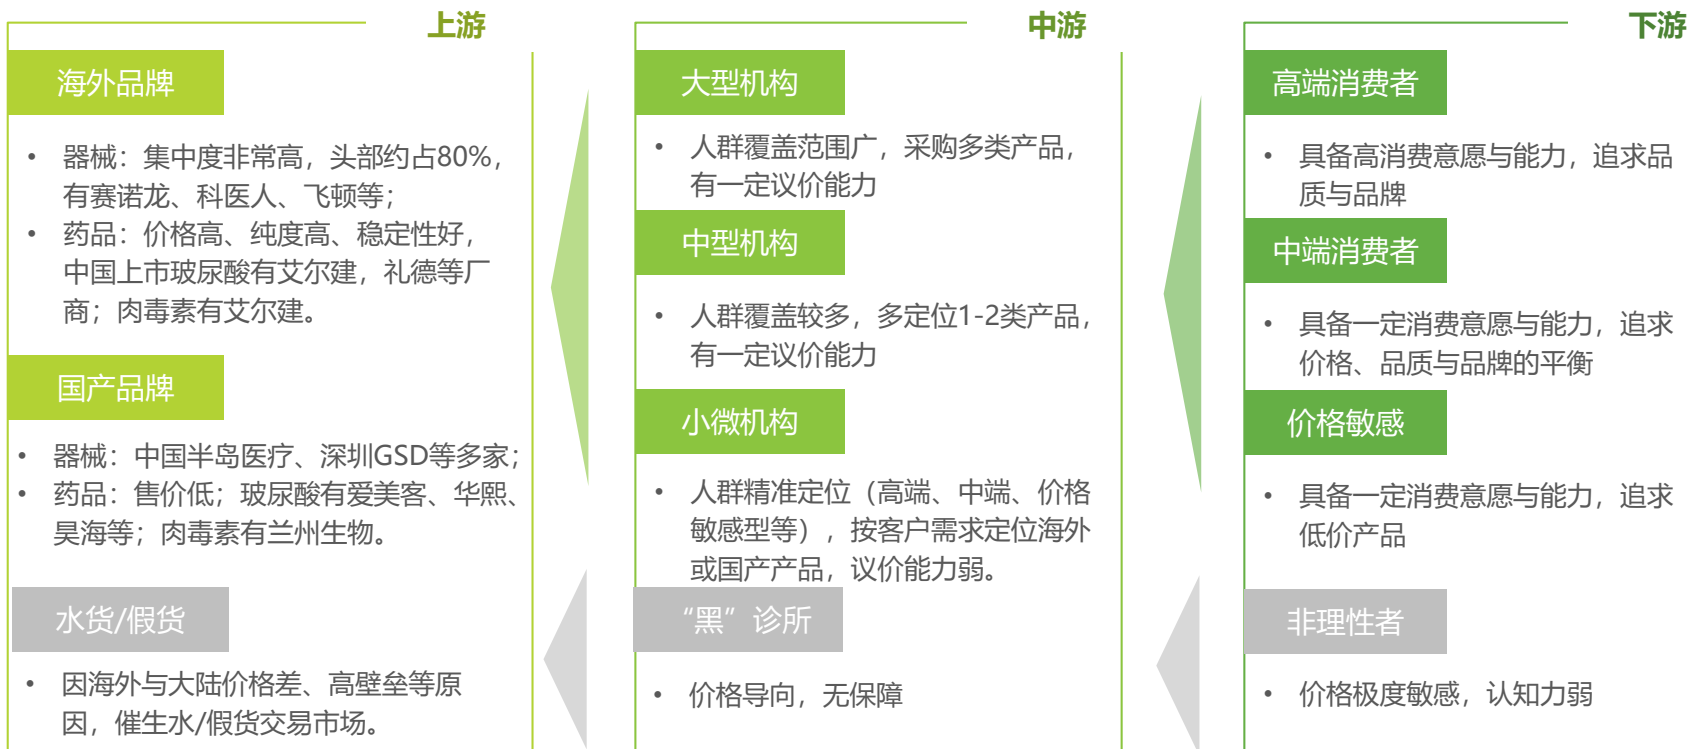 上游
海外品牌
• 器械：集中度非常高，头部约占80%，
有赛诺龙、科医人、飞顿等；
• 药品：价格高、纯度高、稳定性好，
中国上市玻尿酸有艾尔建，礼德等厂
商；肉毒素有艾尔建。
国产品牌
• 器械：中国半岛医疗、深圳GSD等多家；
• 药品：售价低；玻尿酸有爱美客、华熙、
昊海等；肉毒素有兰州生物。
水货/假货
• 因海外与大陆价格差、高壁垒等原
因，催生水/假货交易市场。
中游
大型机构
• 人群覆盖范围广，采购多类产品，
有一定议价能力
中型机构
• 人群覆盖较多，多定位1-2类产品，
有一定议价能力
小微机构
• 人群精准定位（高端、中端、价格
敏感型等），按客户需求定位海外
或国产产品，议价能力弱。
“黑”诊所
• 价格导向，无保障
下游
高端消费者
• 具备高消费意愿与能力，追求品
质与品牌
中端消费者
• 具备一定消费意愿与能力，追求
价格、品质与品牌的平衡
价格敏感
• 具备一定消费意愿与能力，追求
低价产品
非理性者
• 价格极度敏感，认知力弱